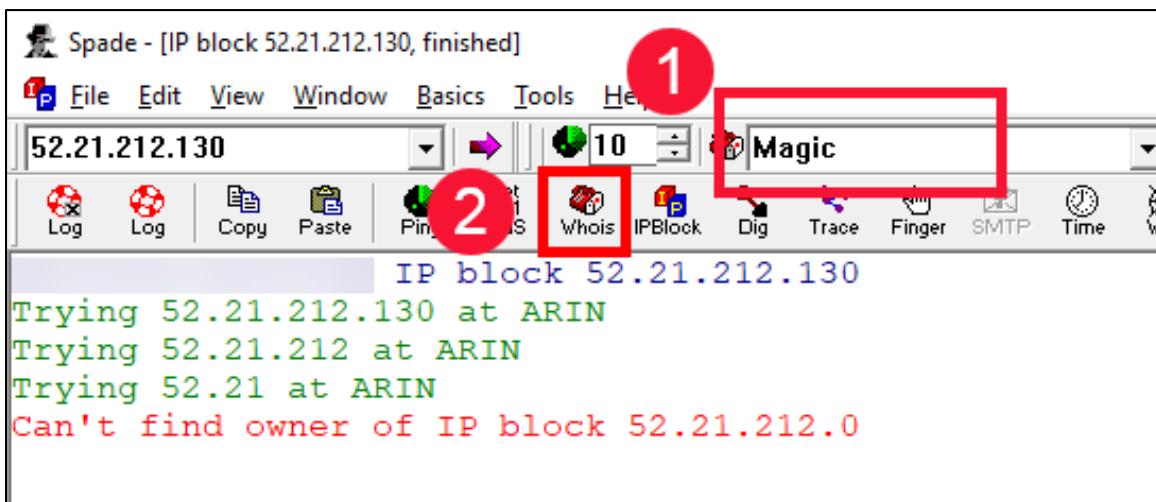 Spade - [IP block 52.21.212.130, finished]
File Edit View Window Basics Tools
1
52.21.212.130 10 Magic
Log Log Copy Paste 2 Whois IPBlock Dig Trace Finger SMTP Time
IP block 52.21.212.130
Trying 52.21.212.130 at ARIN
Trying 52.21.212 at ARIN
Trying 52.21 at ARIN
Can't find owner of IP block 52.21.212.0